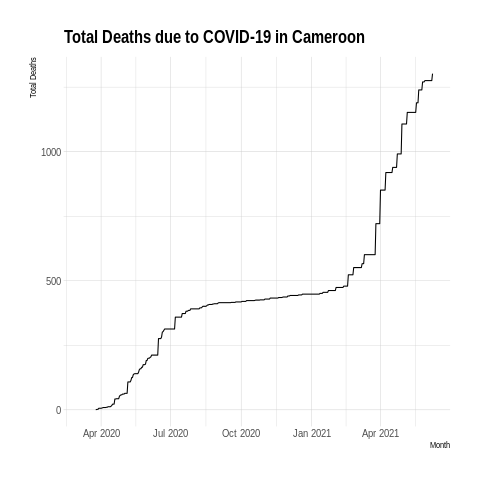 Total Deaths due to COVID-19 in Cameroon
Total Deaths
1000
500
0
Apr 2020 Jul 2020 Oct 2020 Jan 2021 Apr 2021
Month